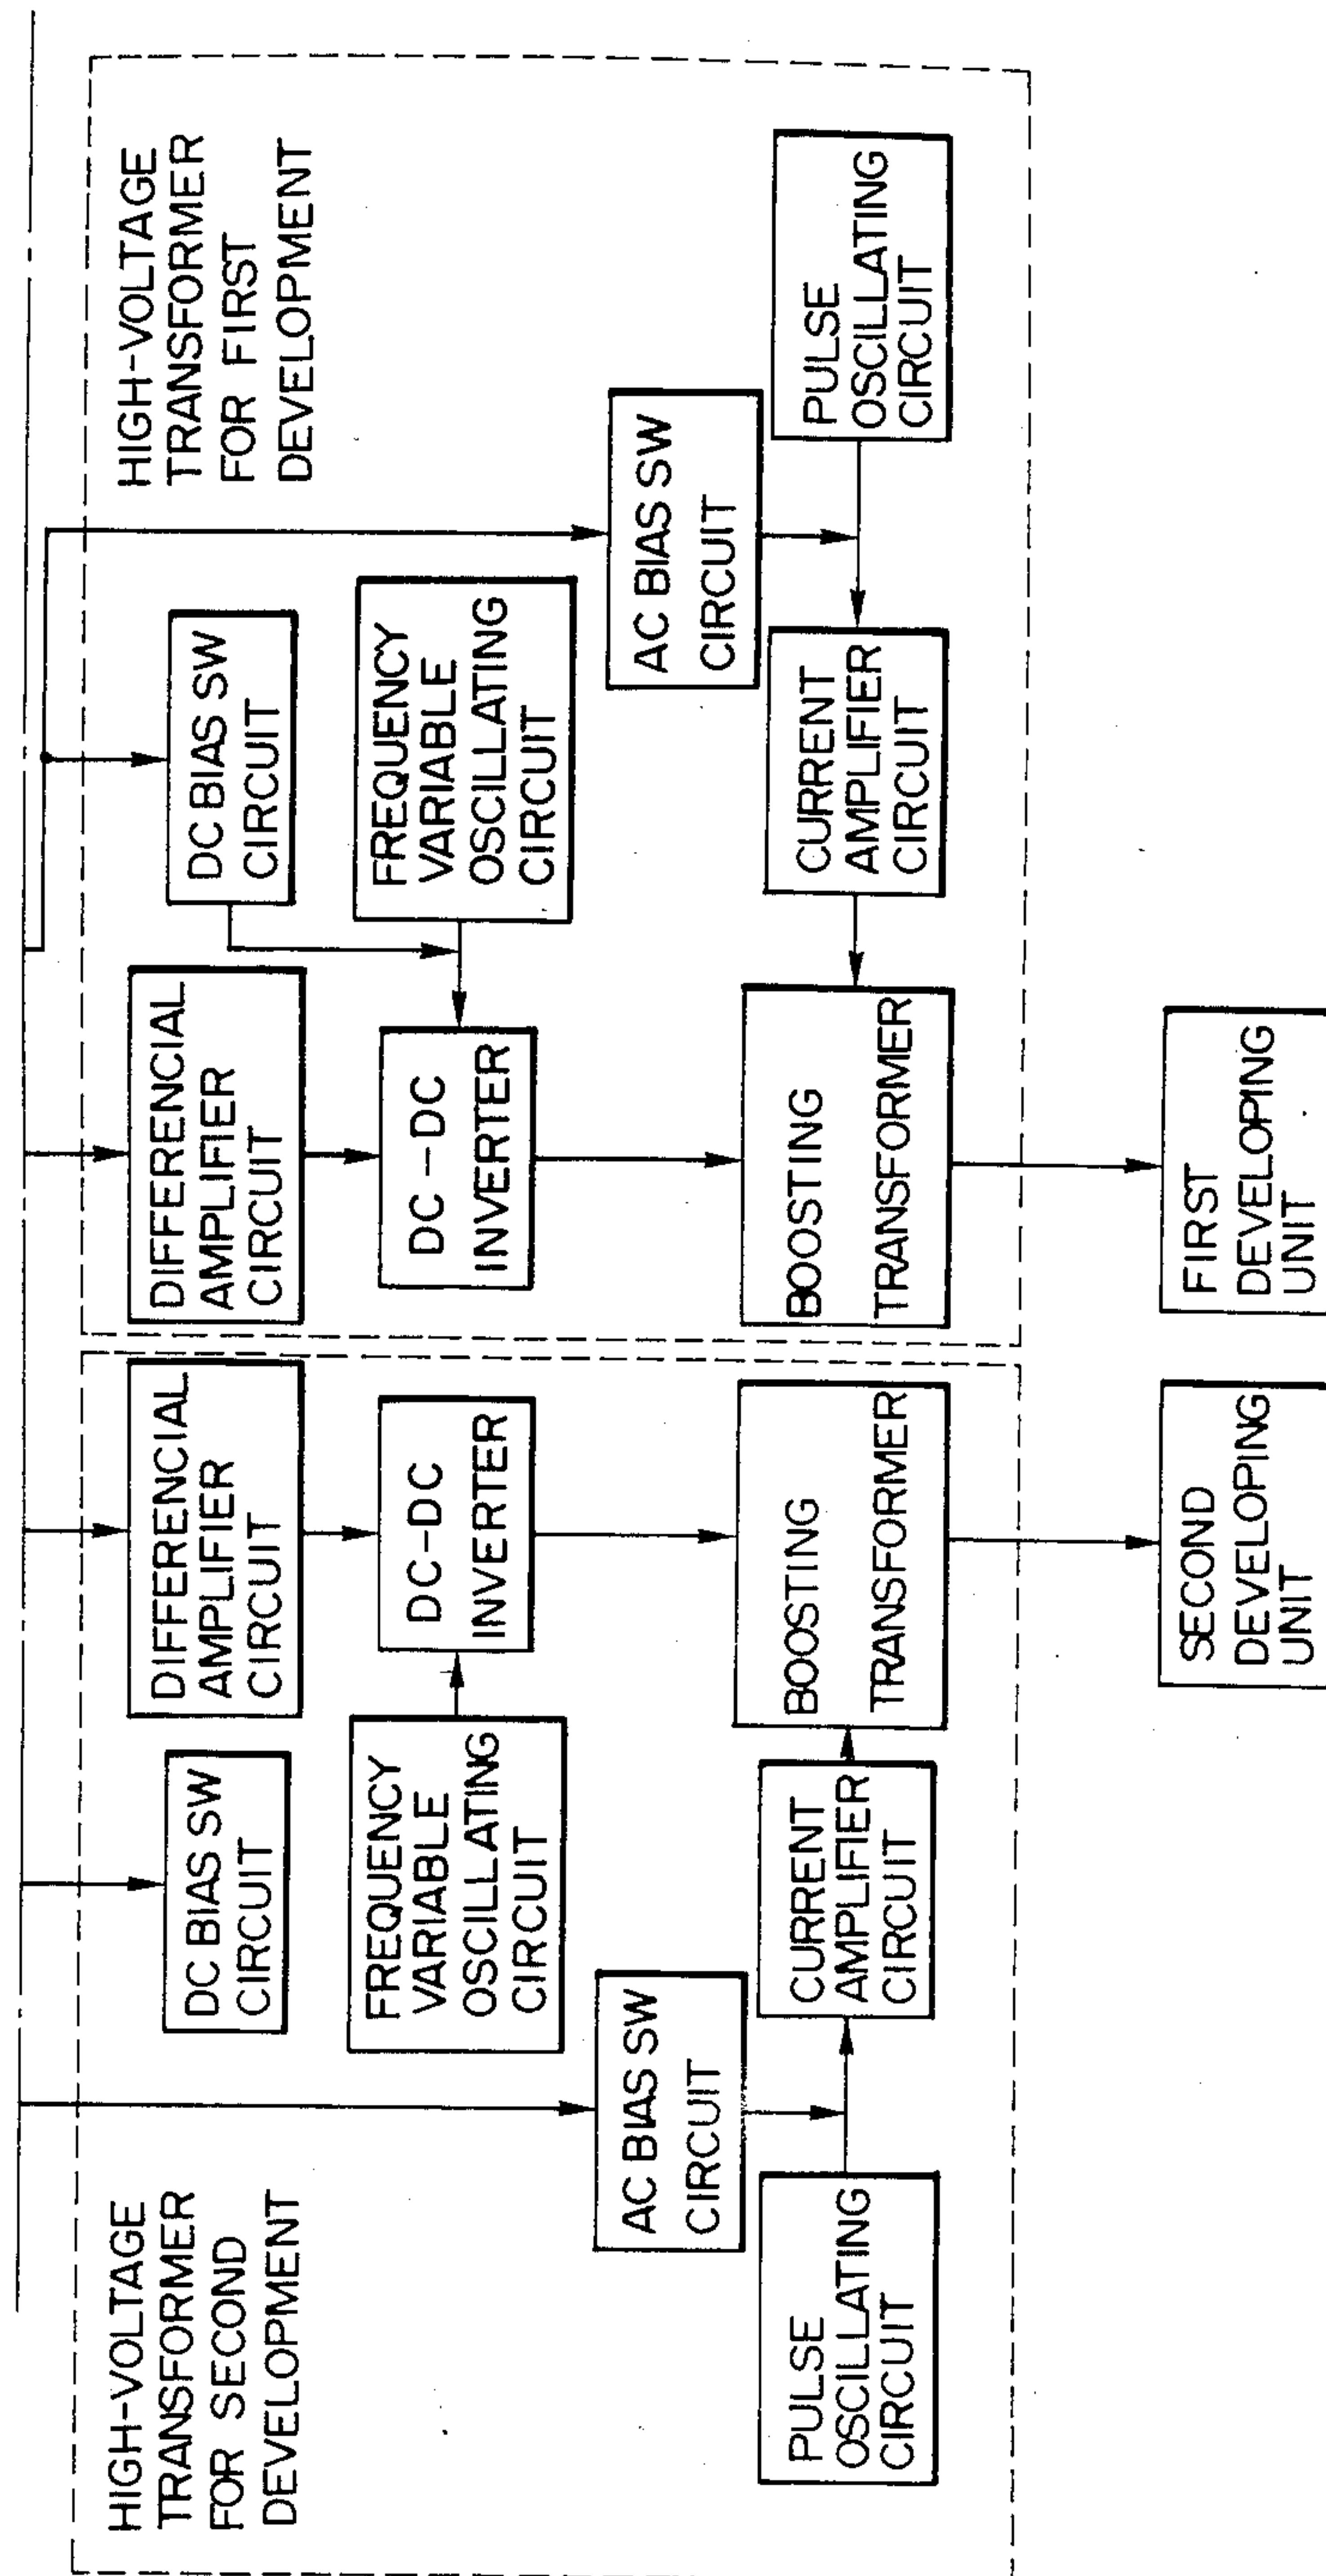 HIGH-VOLTAGE
TRANSFORMER
FOR SECOND
DEVELOPMENT
DC BIAS SW
CIRCUIT
DIFFERENCIAL
AMPLIFIER
CIRCUIT
FREQUENCY
VARIABLE
OSCILLATING
CIRCUIT
DC-DC
INVERTER
AC BIAS SW
CIRCUIT
PULSE
OSCILLATING
CIRCUIT
CURRENT
AMPLIFIER
CIRCUIT
BOOSTING
TRANSFORMER
SECOND
DEVELOPING
UNIT
HIGH-VOLTAGE
TRANSFORMER
FOR FIRST
DEVELOPMENT
DIFFERENCIAL
AMPLIFIER
CIRCUIT
DC BIAS SW
CIRCUIT
DC-DC
INVERTER
FREQUENCY
VARIABLE
OSCILLATING
CIRCUIT
AC BIAS SW
CIRCUIT
BOOSTING
TRANSFORMER
CURRENT
AMPLIFIER
CIRCUIT
PULSE
OSCILLATING
CIRCUIT
FIRST
DEVELOPING
UNIT